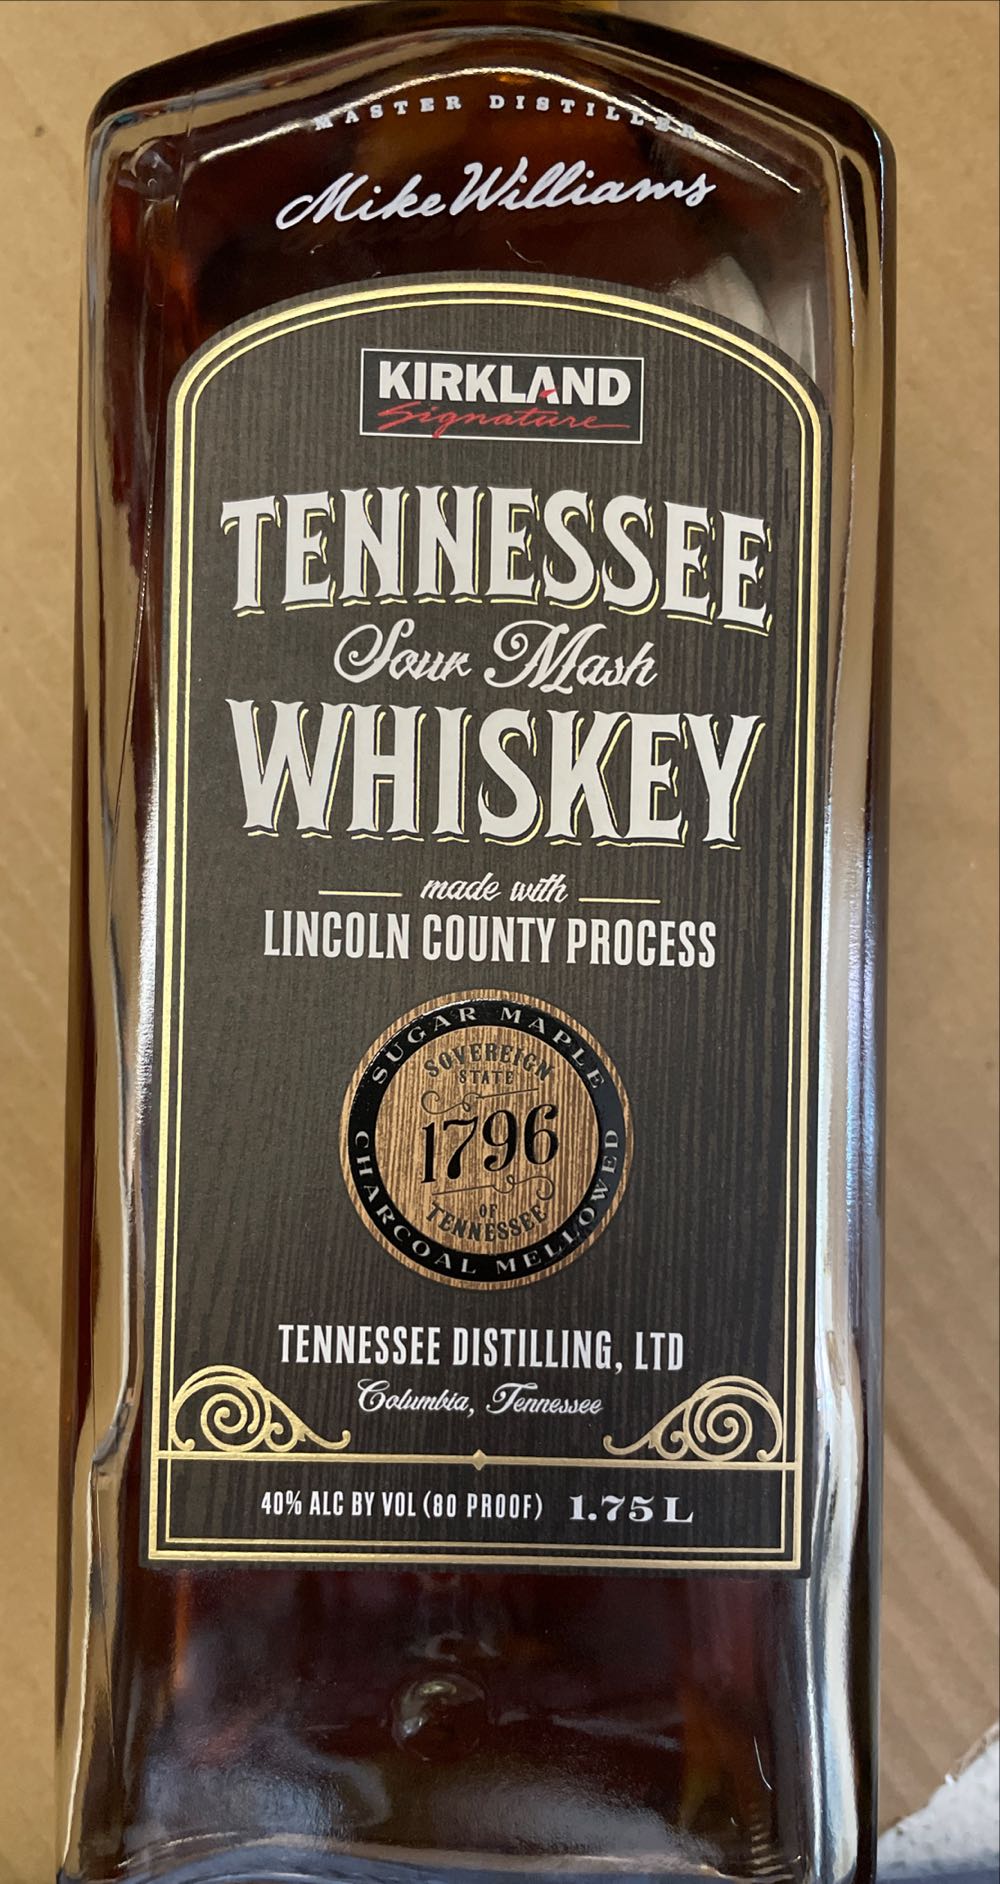 MASTER DISTILLER
Mike Williams
KIRKLAND
Signature
TENNESSEE
Sour Mash
WHISKEY
made with
LINCOLN COUNTY PROCESS
SUGAR MAPLE
SOVEREIGN
STATE
1796
OF
TENNESSEE
CHARCOAL MELLOWED
TENNESSEE DISTILLING, LTD
Columbia, Tennessee
40% ALC BY VOL (80 PROOF) 1.75 L